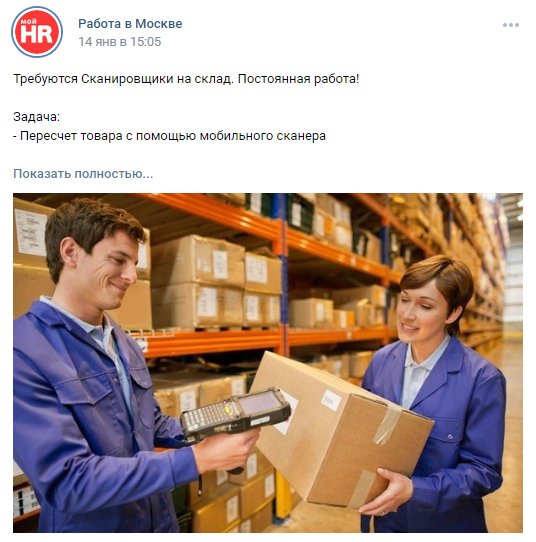 мой
HR
Работа в Москве
14 янв в 15:05
Требуются Сканировщики на склад. Постоянная работа!
Задача:
- Пересчет товара с помощью мобильного сканера
Показать полностью...